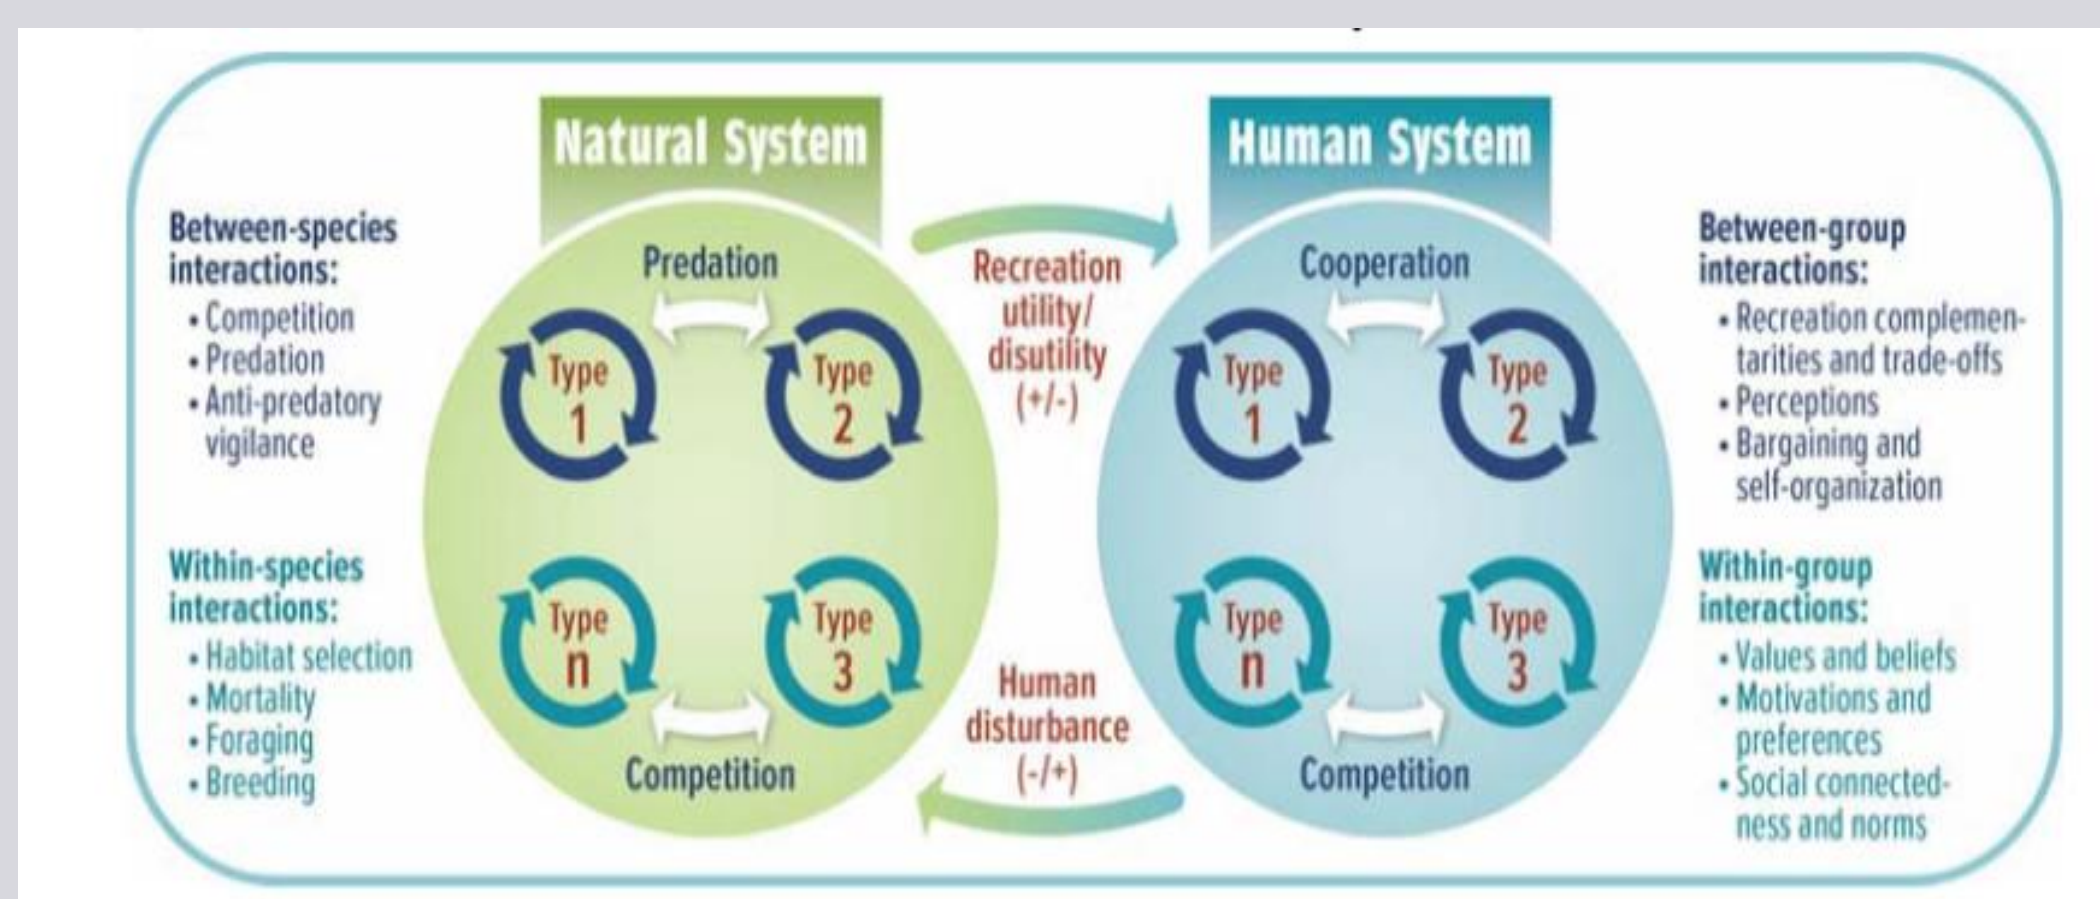 Natural System
Human System
Between-species
interactions:
• Competition
• Predation
• Anti-predatory
vigilance
Within-species
interactions:
• Habitat selection
• Mortality
• Foraging
• Breeding
Predation
Type
1
Type
2
Type
n
Type
3
Competition
Recreation
utility/
disutility
(+/-)
Human
disturbance
(-/+)
Cooperation
Type
1
Type
2
Type
n
Type
3
Competition
Between-group
interactions:
• Recreation complemen-
tarities and trade-offs
• Perceptions
• Bargaining and
self-organization
Within-group
interactions:
• Values and beliefs
• Motivations and
preferences
• Social connected-
ness and norms